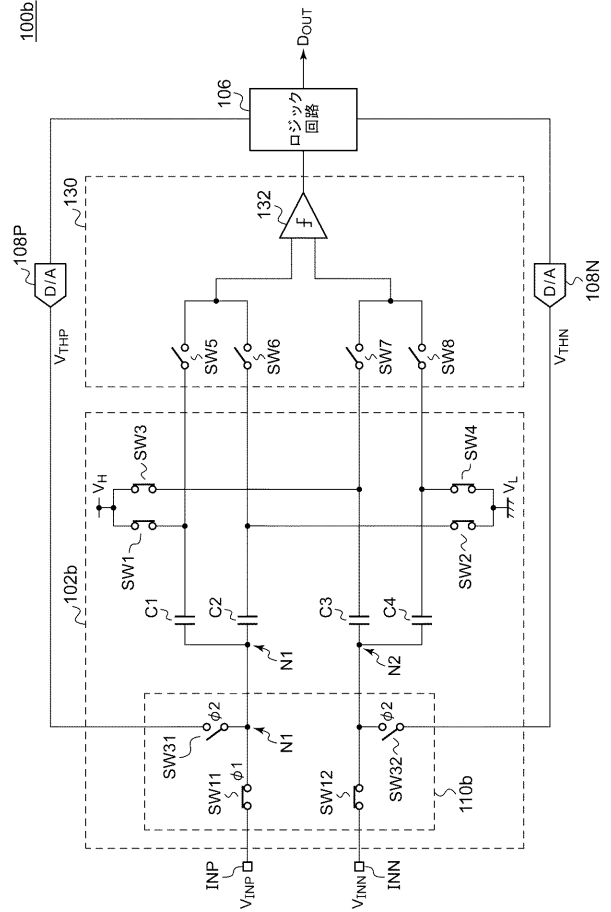 100b
106
ロジック
回路
DOUT
130
132
108P
D/A
VTHP
108N
D/A
VTHN
SW5
SW6
SW7
SW8
102b
VH
SW3
SW1
SW4
SW2
VL
C1
C2
C3
C4
N1
N2
SW31
φ2
N1
SW11
φ1
SW12
φ2
SW32
110b
INP
VINP
VINN
INN